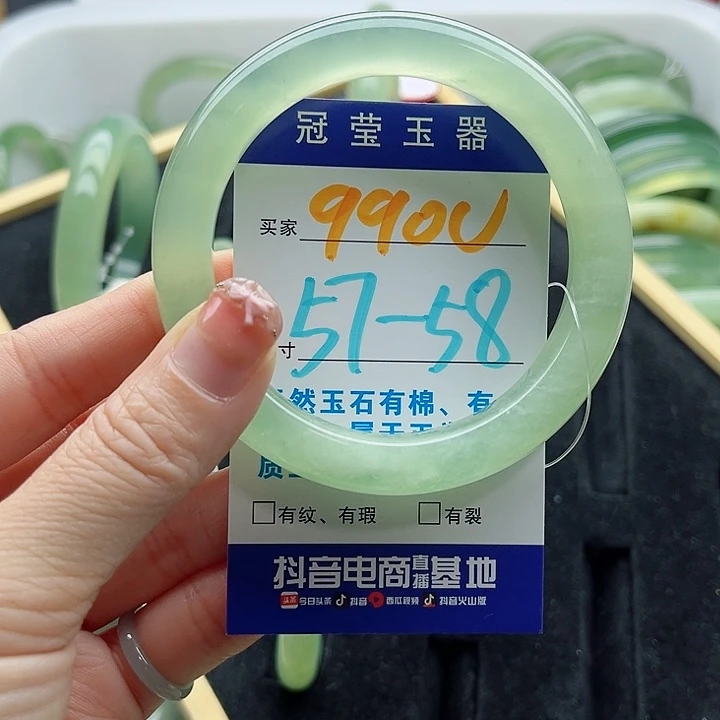 冠莹玉器
买家 990U
寸 57-58
然玉石有棉、有
质
□有纹、有瑕 □有裂
抖音电商直播基地
头条 今日头条 抖音 西瓜视频 抖音火山版